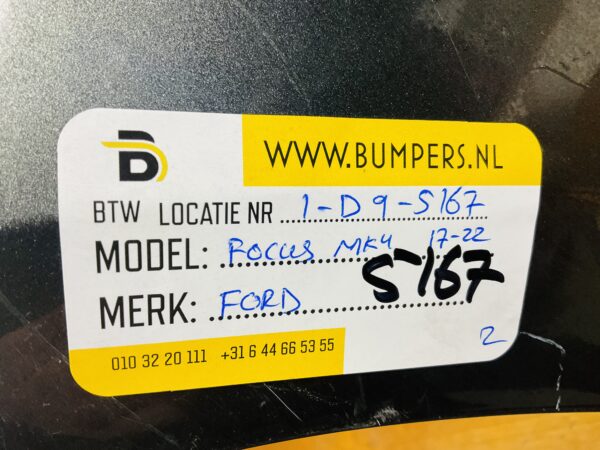 WWW.BUMPERS.NL
BTW LOCATIE NR 1-D9-S167
MODEL: FOCUS MK4 17-22
S167
MERK: FORD
010 32 20 111 +31 6 44 66 53 55
2